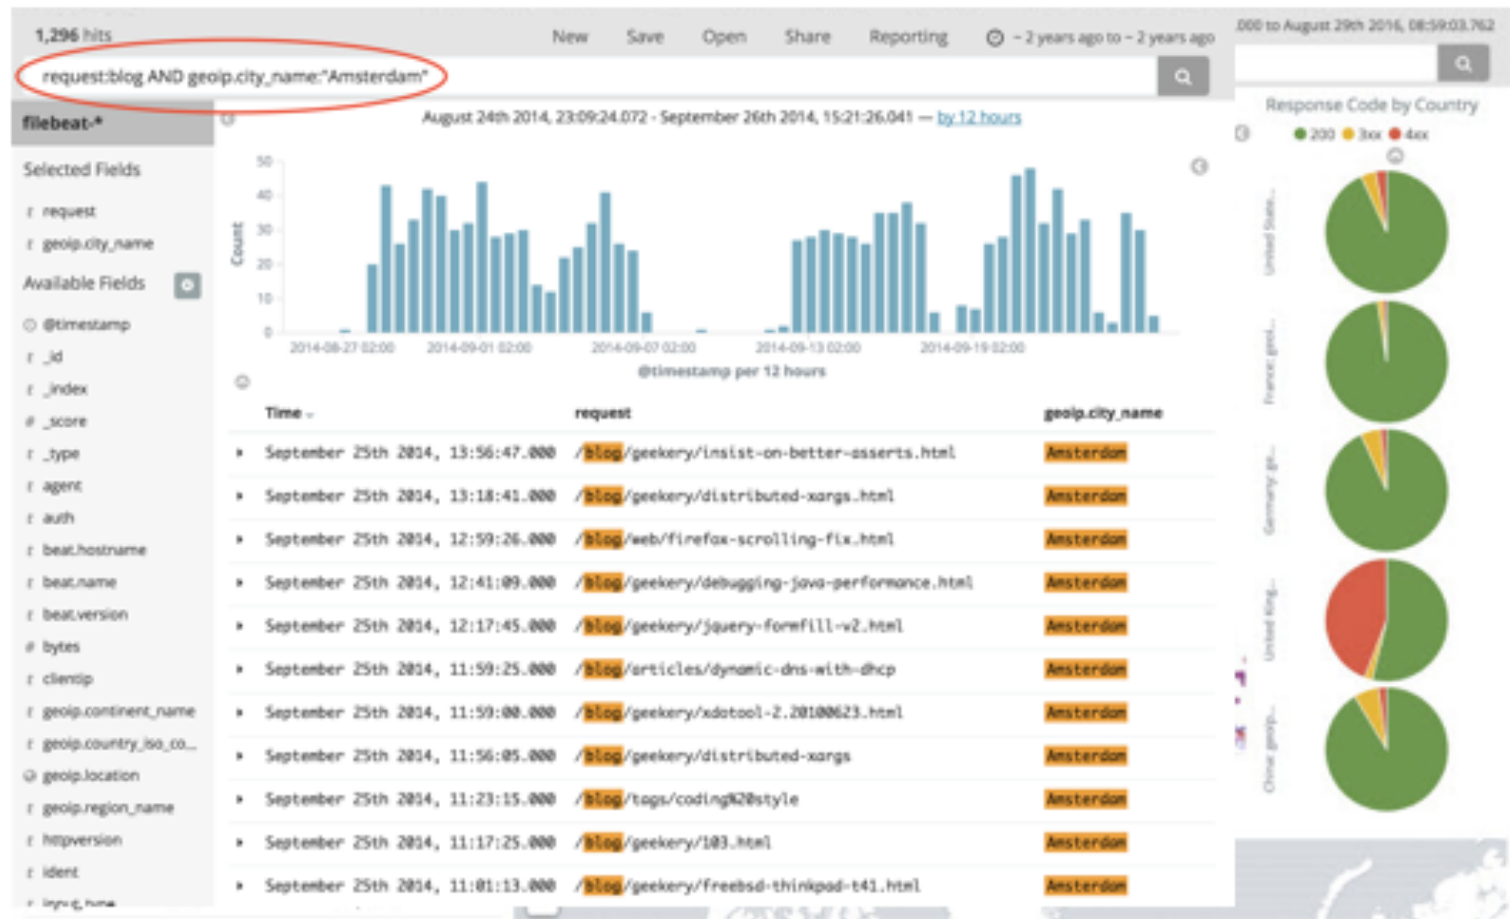 1,296 hits
New Save Open Share Reporting ~ 2 years ago to ~ 2 years ago
request:blog AND geoip.city_name:"Amsterdam"
filebeat-*
Selected Fields
t request
t geoip.city_name
Available Fields
@timestamp
t _id
t _index
# _score
t _type
t agent
t auth
t beat.hostname
t beat.name
t beat.version
# bytes
t clientip
t geoip.continent_name
t geoip.country_iso_co...
geoip.location
t geoip.region_name
t httpversion
t ident
t input_type
August 24th 2014, 23:09:24.072 - September 26th 2014, 15:21:26.041 — by 12 hours
Count
50
40
30
20
10
0
2014-08-27 02:00 2014-09-01 02:00 2014-09-07 02:00 2014-09-13 02:00 2014-09-19 02:00
@timestamp per 12 hours
Time request geoip.city_name
September 25th 2014, 13:56:47.000 /blog/geekery/insist-on-better-asserts.html Amsterdam
September 25th 2014, 13:18:41.000 /blog/geekery/distributed-xargs.html Amsterdam
September 25th 2014, 12:59:26.000 /blog/web/firefox-scrolling-fix.html Amsterdam
September 25th 2014, 12:41:09.000 /blog/geekery/debugging-java-performance.html Amsterdam
September 25th 2014, 12:17:45.000 /blog/geekery/jquery-formfill-v2.html Amsterdam
September 25th 2014, 11:59:25.000 /blog/articles/dynamic-dns-with-dhcp Amsterdam
September 25th 2014, 11:59:00.000 /blog/geekery/xdotool-2.20100623.html Amsterdam
September 25th 2014, 11:56:05.000 /blog/geekery/distributed-xargs Amsterdam
September 25th 2014, 11:23:15.000 /blog/tags/coding%20style Amsterdam
September 25th 2014, 11:17:25.000 /blog/geekery/103.html Amsterdam
September 25th 2014, 11:01:13.000 /blog/geekery/freebsd-thinkpad-t41.html Amsterdam
.000 to August 29th 2016, 08:59:03.762
Response Code by Country
200 3xx 4xx
United State...
France: geoi...
Germany: ge...
United King...
China: geoip...